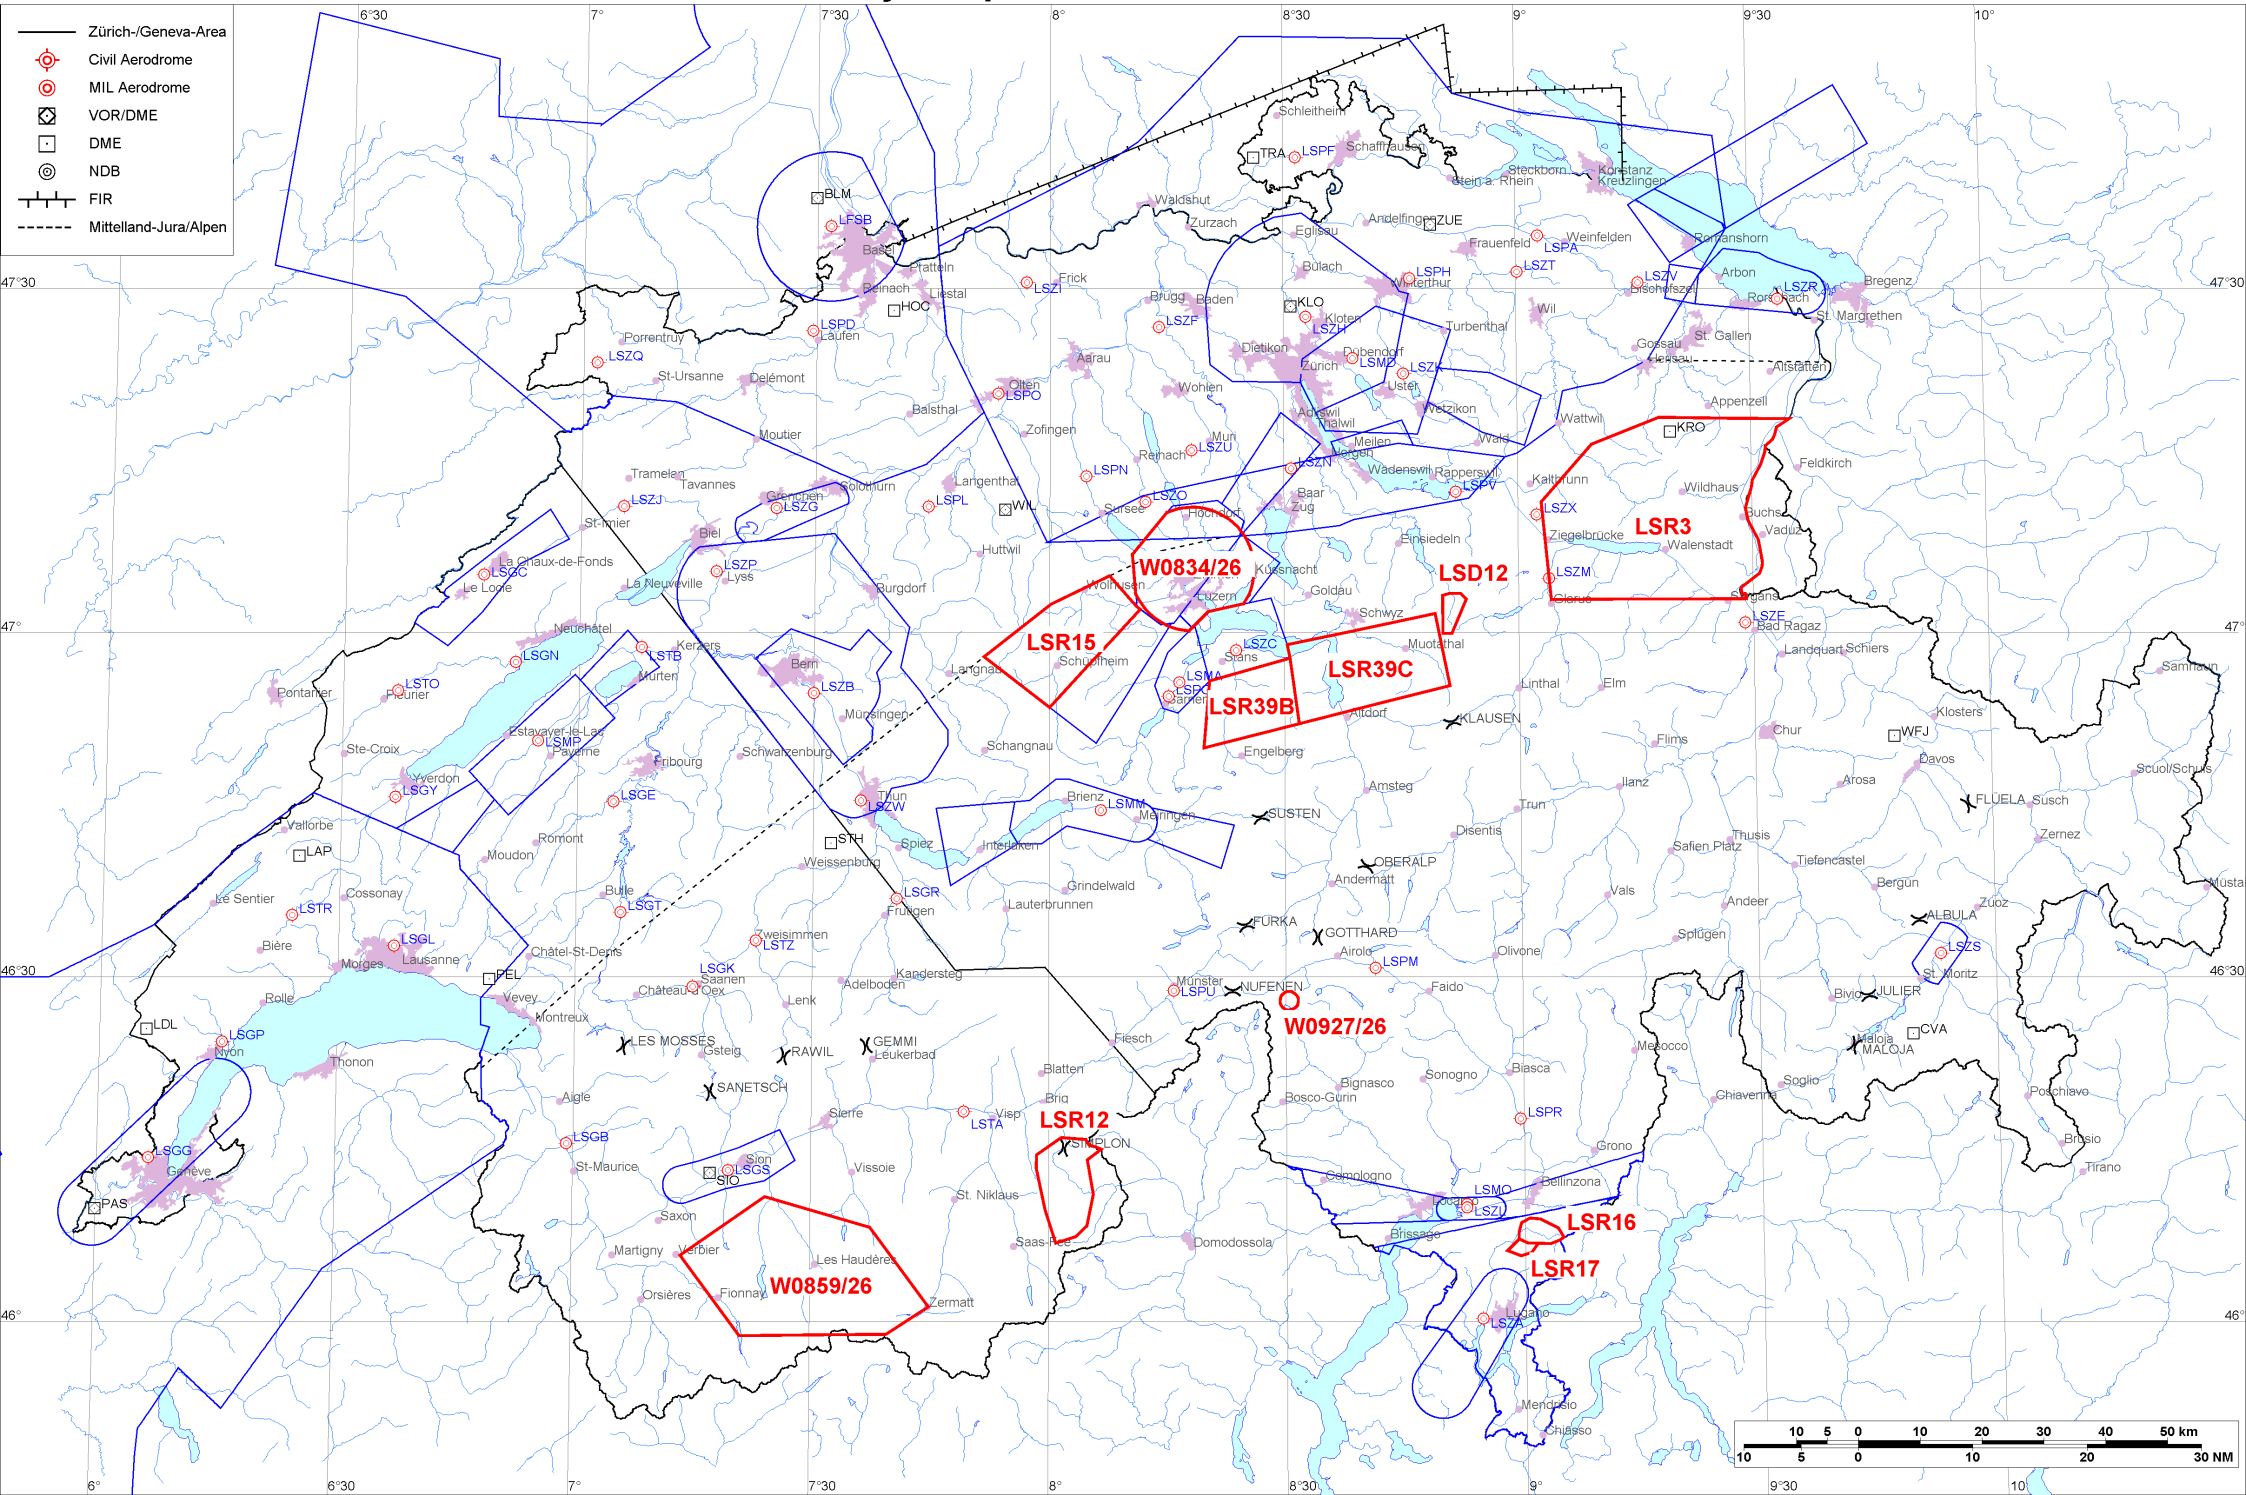 6°30'
7°
7°30'
8°
8°30'
9°
9°30'
10°
Zürich-/Geneva-Area
Civil Aerodrome
MIL Aerodrome
VOR/DME
DME
NDB
FIR
Mittelland-Jura/Alpen
Schleitheim
TRA
LSPF
Schaffhausen
Stein a. Rhein
Steckborn
Konstanz
Kreuzlingen
BLM
LFSB
Basel
Waldshut
Zurzach
Eglisau
Andelfingen
ZUE
Frauenfeld
LSPA
Weinfelden
Romanshorn
Pratteln
Reinach
Liestal
HOC
LSZI
Frick
Bülach
LSPH
Winterthur
LSZT
LSZV
Bischofszell
Arbon
LSZR
Rorschach
Bregenz
St. Margrethen
47°30'
47°30'
Brugg
Baden
LSZF
KLO
Kloten
LSZH
Turbenthal
Wil
St. Gallen
Gossau
Herisau
Altstätten
LSPD
Laufen
Porrentruy
LSZQ
St-Ursanne
Delémont
Aarau
Dietikon
Dübendorf
LSMD
Zürich
LSZK
Uster
Olten
LSPO
Wohlen
Balsthal
Wetzikon
Adliswil
Thalwil
Wattwil
Appenzell
KRO
Moutier
Zofingen
Muri
LSZU
Reinach
Meilen
Horgen
Wald
LSPN
LSZN
Wädenswil
Rapperswil
LSPV
Kaltbrunn
Feldkirch
Tramelan
Tavannes
LSZJ
Grenchen
LSZG
Solothurn
Langenthal
LSPL
WIL
LSZO
Sursee
Hochdorf
Baar
Zug
LSZX
Wildhaus
Buchs
LSR3
Vaduz
St-Imier
Biel
Huttwil
Einsiedeln
Ziegelbrücke
Walenstadt
La Chaux-de-Fonds
LSGC
Le Locle
LSZP
Lyss
La Neuveville
Burgdorf
Wolhusen
W0834/26
Küssnacht
Luzern
Goldau
LSD12
LSZM
Glarus
Sargans
Schwyz
LSZE
Bad Ragaz
47°
47°
Neuchâtel
LSGN
Kerzers
LSTB
Murten
Bern
LSZB
Langnau
LSR15
Schüpfheim
LSZC
Stans
Muotathal
LSR39C
Landquart
Schiers
Samnaun
Pontarlier
LSTO
Fleurier
LSMA
LSPG
LSR39B
Altdorf
Linthal
Elm
Münsingen
KLAUSEN
Klosters
Estavayer-le-Lac
LSMP
Payerne
Ste-Croix
Schwarzenburg
Schangnau
Engelberg
Flims
Chur
WFJ
Davos
Fribourg
Yverdon
LSGY
LSGE
Thun
LSZW
Brienz
LSMM
Meiringen
Amsteg
Ilanz
Arosa
Scuol/Schuls
FLÜELA
Susch
Vallorbe
LAP
Romont
Moudon
STH
Weissenburg
Spiez
Interlaken
SUSTEN
Trun
Disentis
Thusis
Safien Platz
Tiefencastel
Zernez
OBERALP
Andermatt
Le Sentier
Cossonay
Bulle
LSGT
LSGR
Frutigen
Grindelwald
Lauterbrunnen
Vals
Andeer
Bergün
Zuoz
ALBULA
LSTR
Bière
LSGL
Lausanne
Morges
Zweisimmen
LSTZ
FURKA
GOTTHARD
Airolo
LSPM
Olivone
Splügen
LSZS
St. Moritz
46°30'
46°30'
Châtel-St-Denis
PEL
Vevey
Montreux
LSGK
Saanen
Château-d'Oex
Kandersteg
Adelboden
Lenk
Münster
LSPU
NUFENEN
W0927/26
Faido
Bivio
JULIER
CVA
Maloja
MALOJA
Rolle
LDL
LSGP
Nyon
Thonon
LES MOSSES
Gsteig
RAWIL
GEMMI
Leukerbad
Fiesch
Blatten
Mesocco
SANETSCH
Bignasco
Sonogno
Biasca
Soglio
Chiavenna
Poschiavo
Aigle
Sierre
LSTA
Visp
Brig
LSR12
SIMPLON
Bosco-Gurin
LSPR
LSGB
St-Maurice
Sion
LSGS
SIO
Vissoie
St. Niklaus
Grono
Brusio
Tirano
LSGG
Genève
PAS
Comologno
LSMO
Locarno
LSZL
Bellinzona
Saxon
Martigny
Verbier
Les Haudères
Saas-Fee
Domodossola
Brissago
LSR16
LSR17
Orsières
Fionnay
W0859/26
Zermatt
46°
46°
Lugano
LSZA
Mendrisio
Chiasso
10 5 0 10 20 30 40 50 km
10 5 0 10 20 30 NM
6°
6°30
7°
7°30
8°
8°30
9°
9°30
10°